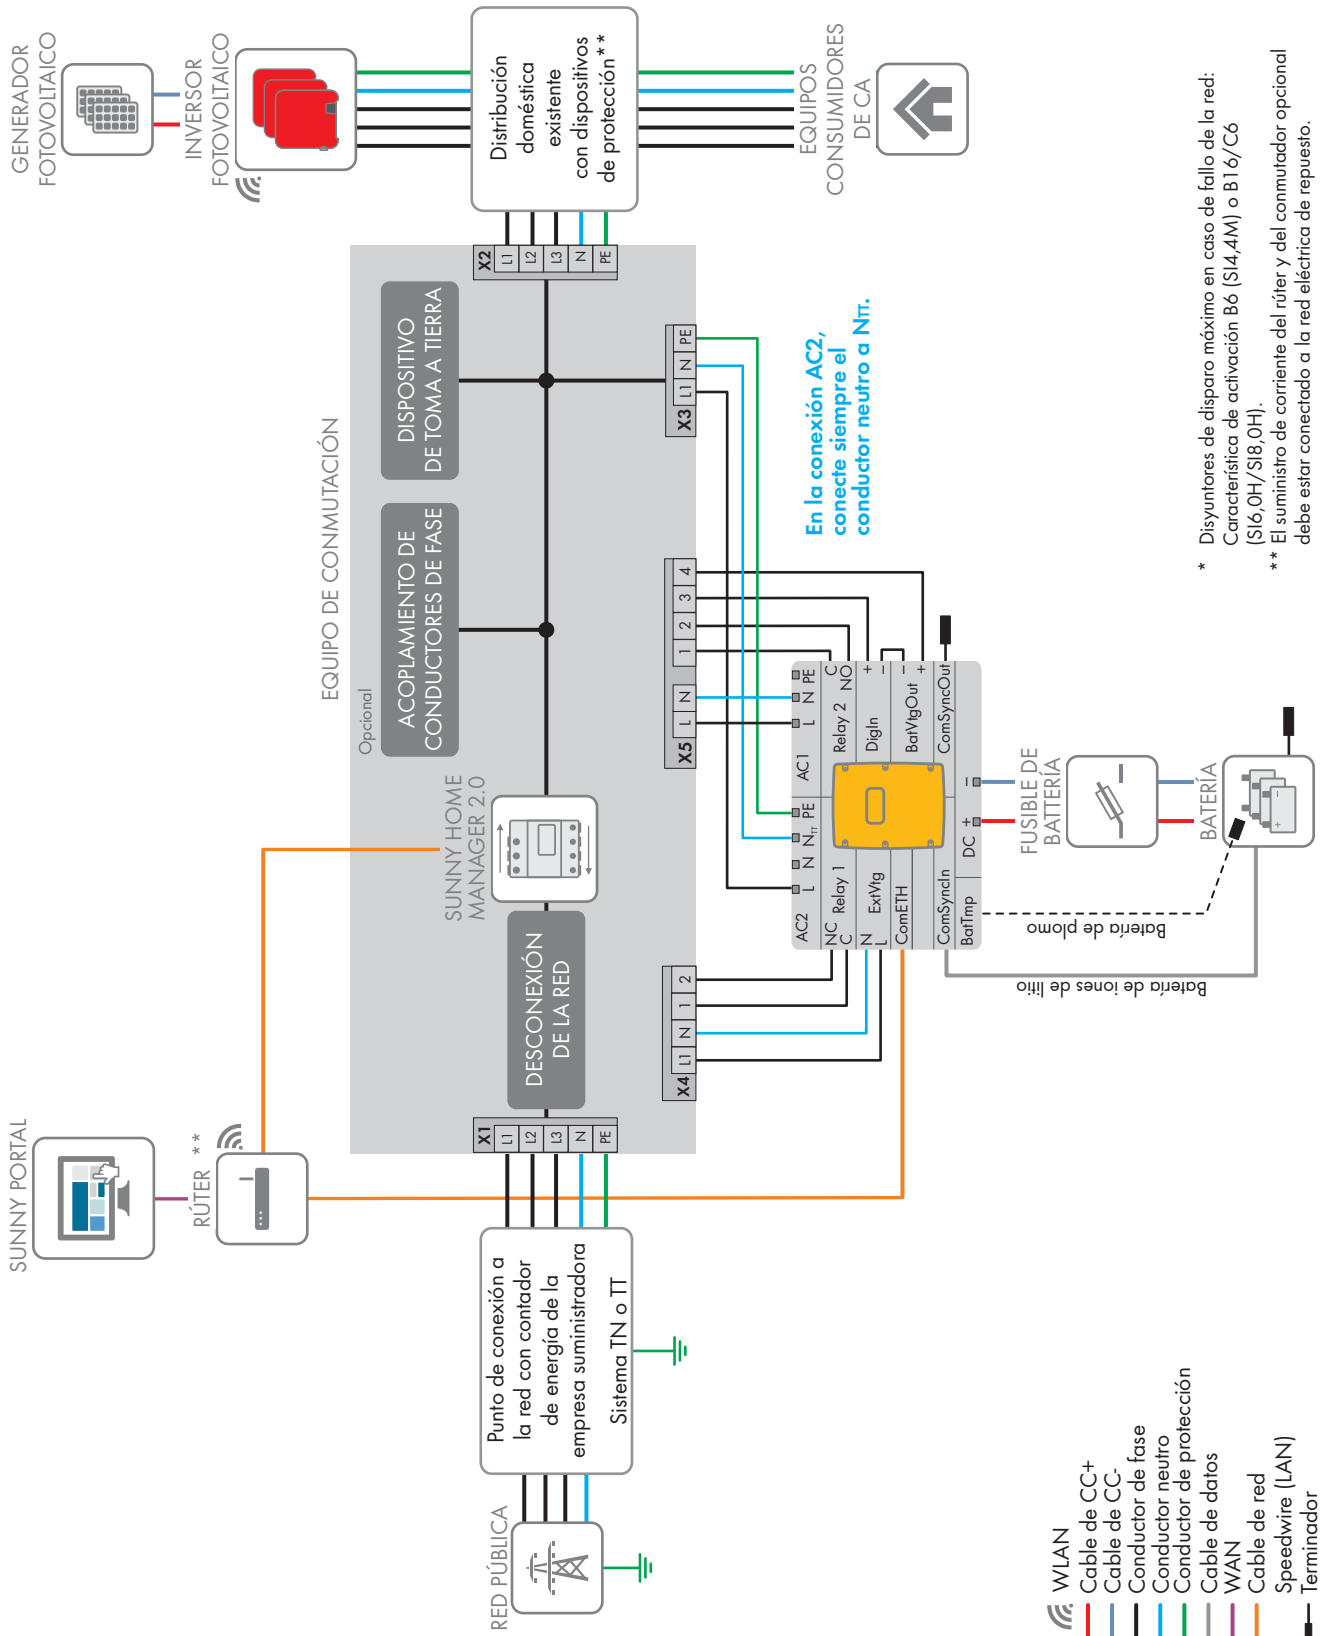 SUNNY PORTAL
RÚTER **
GENERADOR
FOTOVOLTAICO
INVERSOR
FOTOVOLTAICO
EQUIPO DE CONMUTACIÓN
Opcional
SUNNY HOME
MANAGER 2.0
ACOPLAMIENTO DE
CONDUCTORES DE FASE
DISPOSITIVO
DE TOMA A TIERRA
DESCONEXIÓN
DE LA RED
RED PÚBLICA
Punto de conexión a
la red con contador
de energía de la
empresa suministradora
Sistema TN o TT
X1
L1
L2
L3
N
PE
X2
L1
L2
L3
N
PE
Distribución
doméstica
existente
con dispositivos
de protección**
EQUIPOS
CONSUMIDORES
DE CA
X4
L1
N
1
2
X5
L
N
1
2
3
4
X3
L1
N
PE
En la conexión AC2,
conecte siempre el
conductor neutro a NTT.
AC2
L
N
NTT
PE
AC1
L
N
PE
NC
C
Relay 1
Relay 2
C
NO
N
L
ExtVtg
DigIn
+
−
ComETH
BatVtgOut
−
+
ComSyncIn
ComSyncOut
BatTmp
DC
+
−
Batería de plomo
Batería de iones de litio
FUSIBLE DE
BATTERÍA
BATERÍA
WLAN
Cable de CC+
Cable de CC-
Conductor de fase
Conductor neutro
Conductor de protección
Cable de datos
WAN
Cable de red
Speedwire (LAN)
Terminador
* Disyuntores de disparo máximo en caso de fallo de la red:
Característica de activación B6 (SI4,4M) o B16/C6
(SI6,0H/SI8,0H).
** El suministro de corriente del rúter y del conmutador opcional
debe estar conectado a la red eléctrica de repuesto.